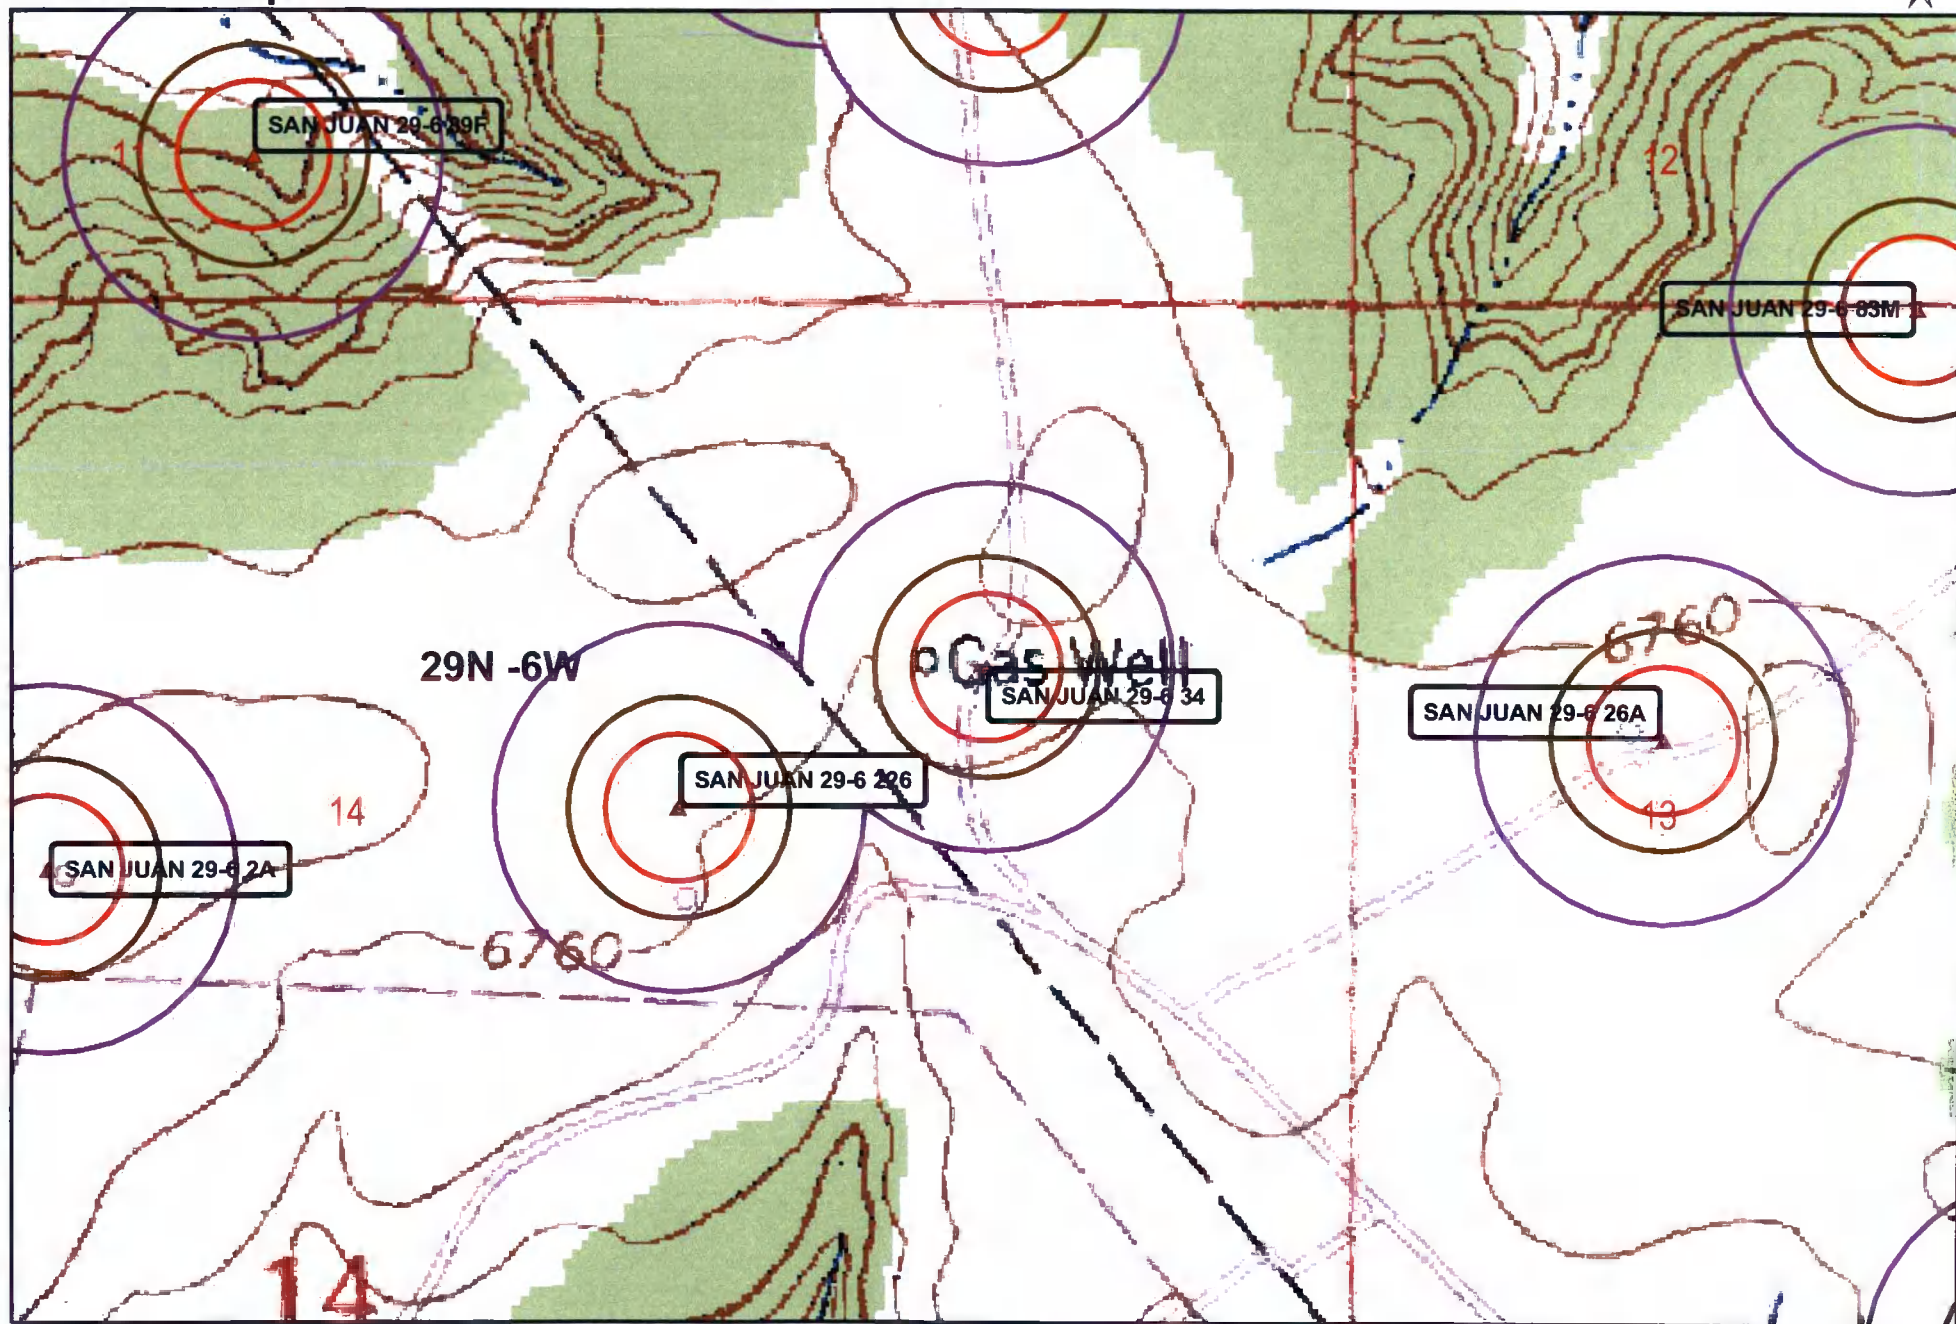 SAN JUAN 29-6 89F
12
SAN JUAN 29-6 83M
6760
29N -6W
Gas Well
SAN JUAN 29-6 34
SAN JUAN 29-6 26A
SAN JUAN 29-6 226
14
13
SAN JUAN 29-6 2A
6760
14